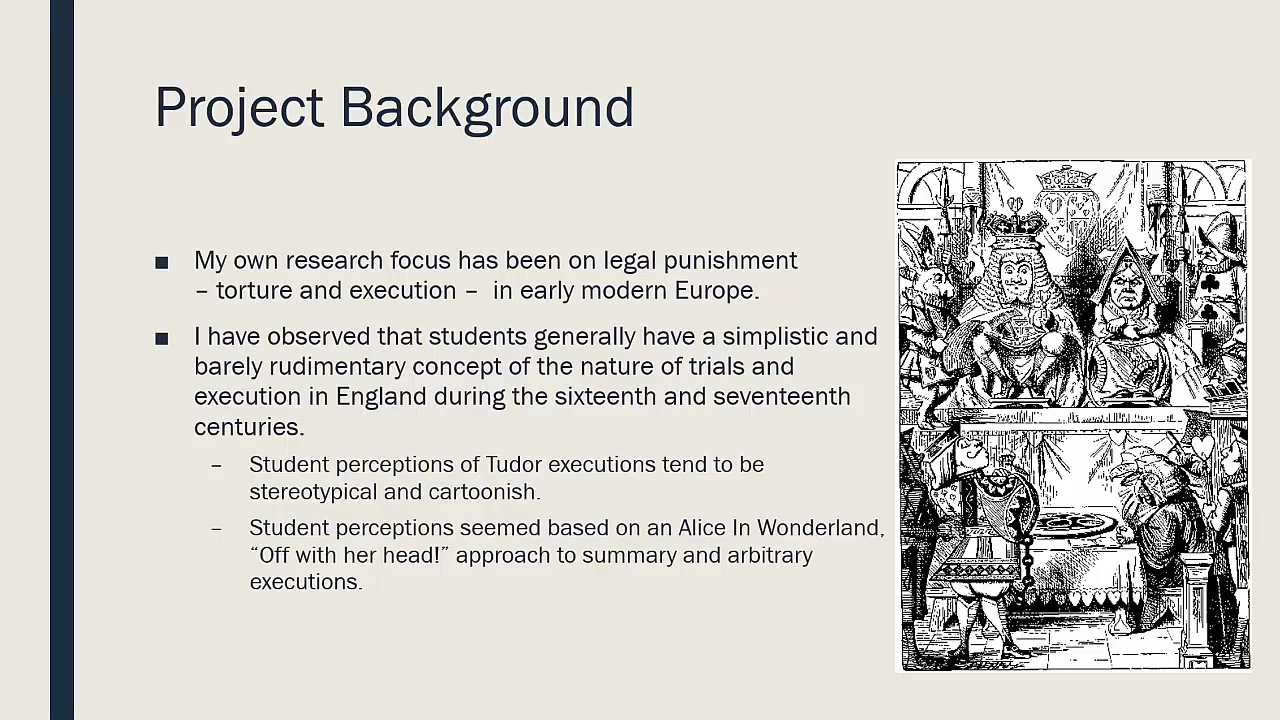 Project Background
■ My own research focus has been on legal punishment
– torture and execution – in early modern Europe.
■ I have observed that students generally have a simplistic and
barely rudimentary concept of the nature of trials and
execution in England during the sixteenth and seventeenth
centuries.
– Student perceptions of Tudor executions tend to be
stereotypical and cartoonish.
– Student perceptions seemed based on an Alice In Wonderland,
“Off with her head!” approach to summary and arbitrary
executions.